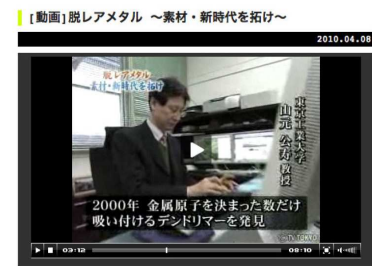 [動画]脱レアメタル ～素材・新時代を拓け～
2010.04.08
脱レアメタル
素材・新時代を拓け
東京工業大学
山元 公寿 教授
2000年 金属原子を決まった数だけ
吸い付けるデンドリマーを発見
TV TOKYO
03:12
08:10